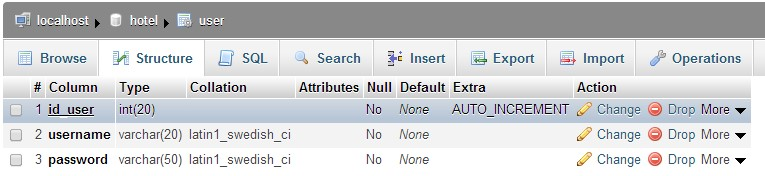 localhost hotel user
Browse Structure SQL Search Insert Export Import Operations
# Column Type Collation Attributes Null Default Extra Action
1 id_user int(20) No None AUTO_INCREMENT Change Drop More
2 username varchar(20) latin1_swedish_ci No None Change Drop More
3 password varchar(50) latin1_swedish_ci No None Change Drop More